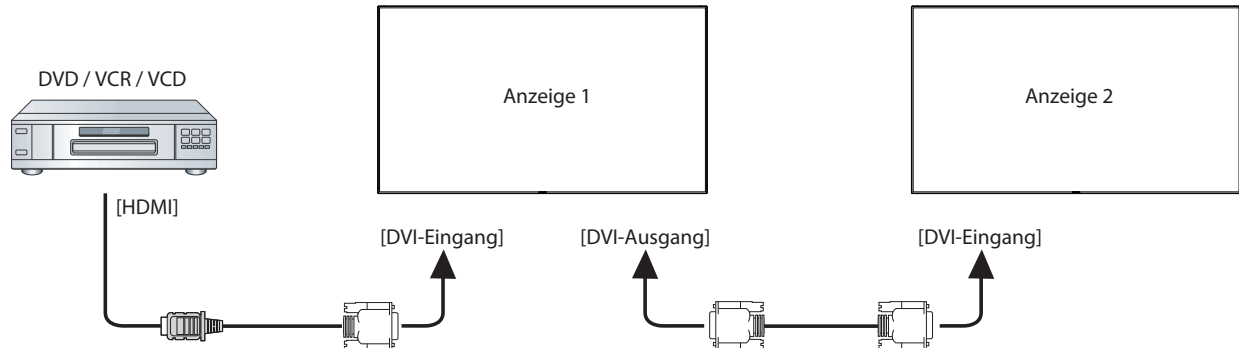 DVD / VCR / VCD
Anzeige 1
Anzeige 2
[HDMI]
[DVI-Eingang]
[DVI-Ausgang]
[DVI-Eingang]